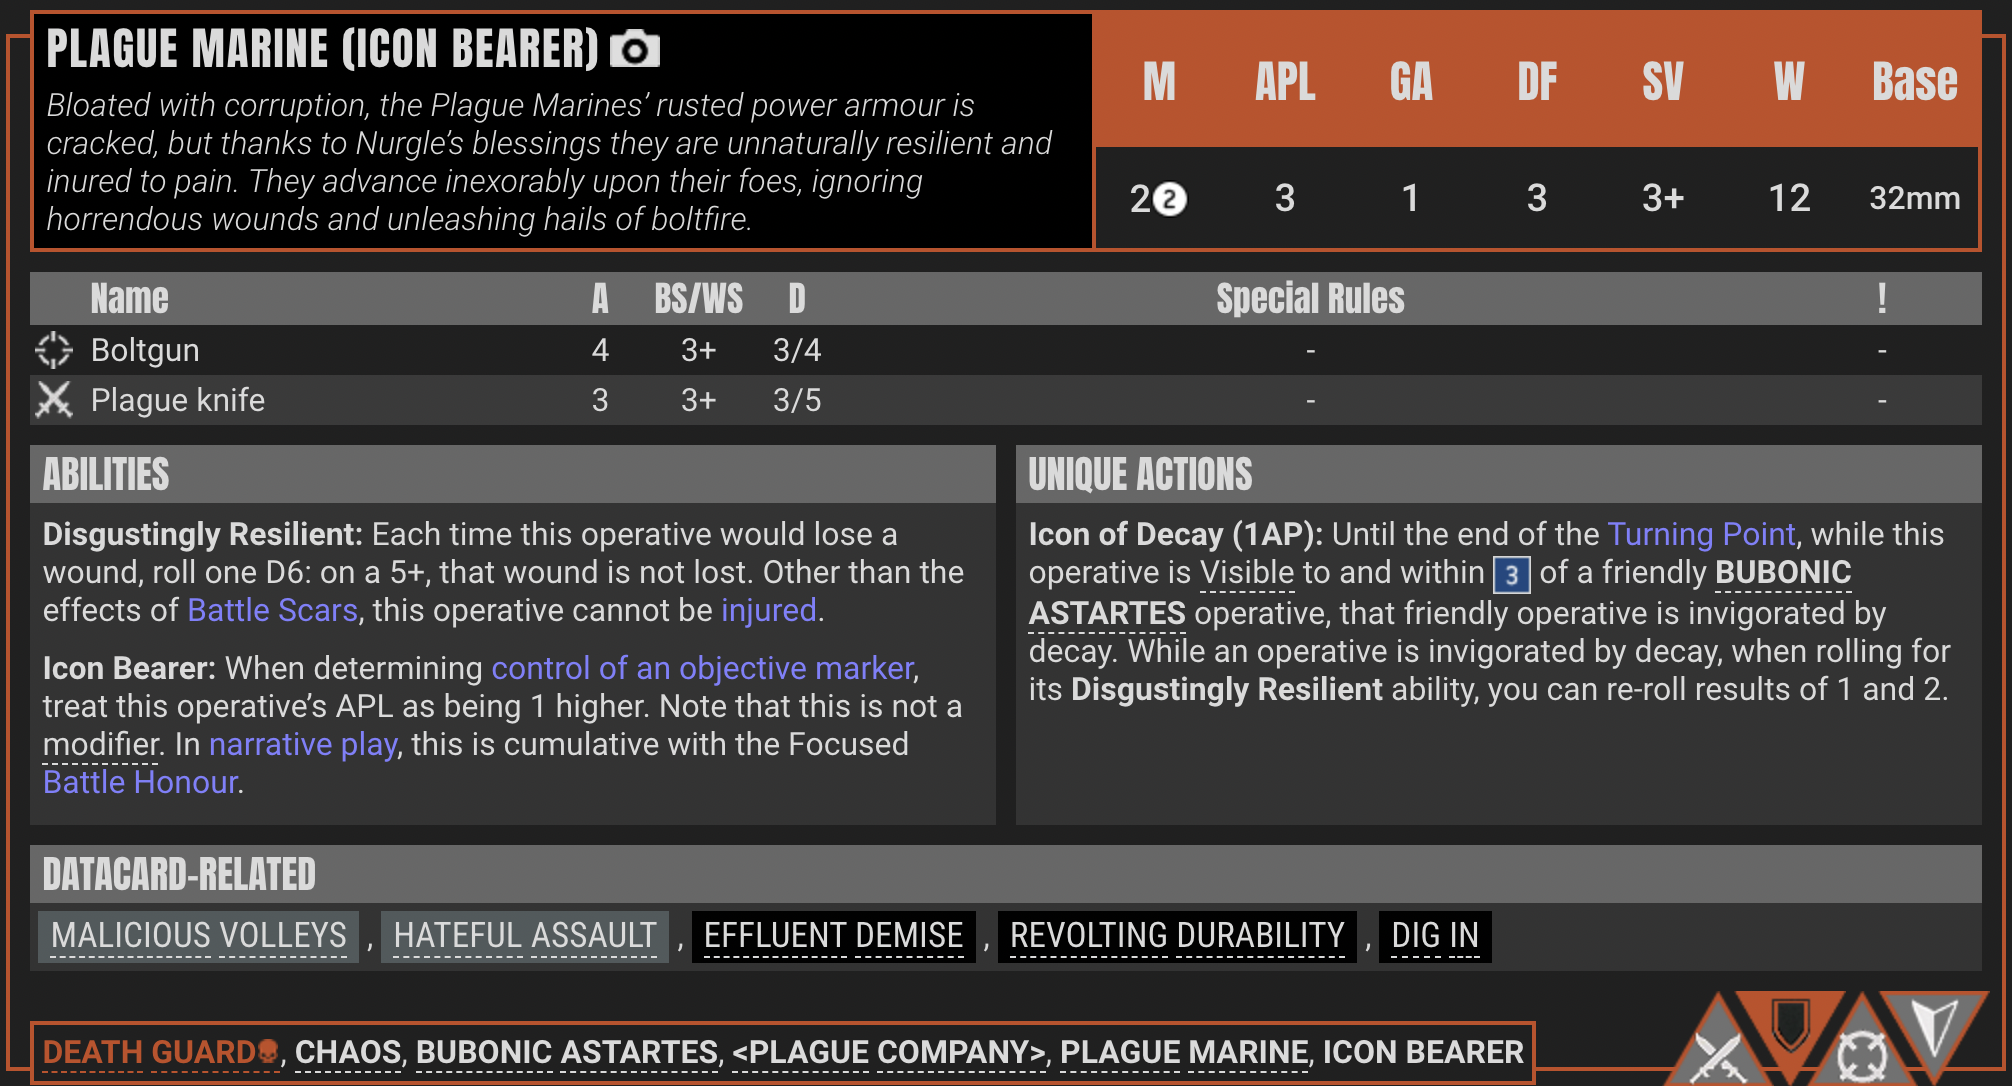 PLAGUE MARINE (ICON BEARER)
Bloated with corruption, the Plague Marines’ rusted power armour is
cracked, but thanks to Nurgle’s blessings they are unnaturally resilient and
inured to pain. They advance inexorably upon their foes, ignoring
horrendous wounds and unleashing hails of boltfire.
M APL GA DF SV W Base
2② 3 1 3 3+ 12 32mm
Name A BS/WS D Special Rules !
Boltgun 4 3+ 3/4 - -
Plague knife 3 3+ 3/5 - -
ABILITIES
Disgustingly Resilient: Each time this operative would lose a
wound, roll one D6: on a 5+, that wound is not lost. Other than the
effects of Battle Scars, this operative cannot be injured.
Icon Bearer: When determining control of an objective marker,
treat this operative’s APL as being 1 higher. Note that this is not a
modifier. In narrative play, this is cumulative with the Focused
Battle Honour.
UNIQUE ACTIONS
Icon of Decay (1AP): Until the end of the Turning Point, while this
operative is Visible to and within 3 of a friendly BUBONIC
ASTARTES operative, that friendly operative is invigorated by
decay. While an operative is invigorated by decay, when rolling for
its Disgustingly Resilient ability, you can re-roll results of 1 and 2.
DATACARD-RELATED
MALICIOUS VOLLEYS , HATEFUL ASSAULT , EFFLUENT DEMISE , REVOLTING DURABILITY , DIG IN
DEATH GUARD, CHAOS, BUBONIC ASTARTES, <PLAGUE COMPANY>, PLAGUE MARINE, ICON BEARER